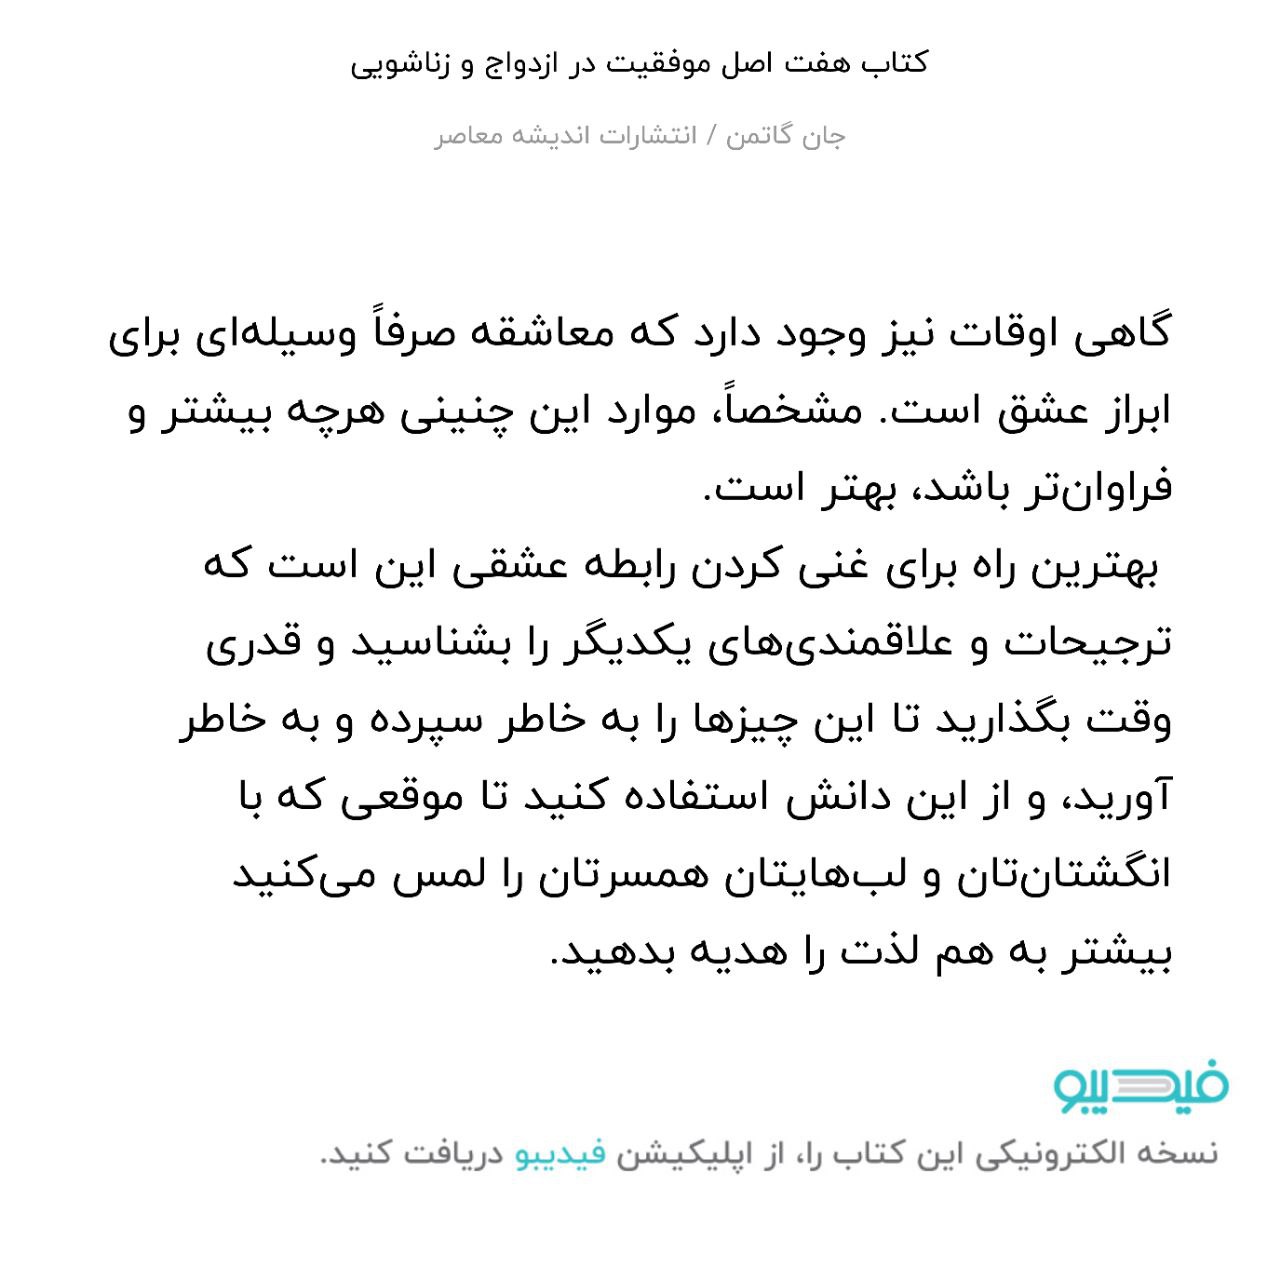 کتاب هفت اصل موفقیت در ازدواج و زناشویی
جان گاتمن / انتشارات اندیشه معاصر
گاهی اوقات نیز وجود دارد که معاشقه صرفاً وسیله‌ای برای
ابراز عشق است. مشخصاً، موارد این چنینی هرچه بیشتر و
فراوان‌تر باشد، بهتر است.
بهترین راه برای غنی کردن رابطه عشقی این است که
ترجیحات و علاقمندی‌های یکدیگر را بشناسید و قدری
وقت بگذارید تا این چیزها را به خاطر سپرده و به خاطر
آورید، و از این دانش استفاده کنید تا موقعی که با
انگشتان‌تان و لب‌هایتان همسرتان را لمس می‌کنید
بیشتر به هم لذت را هدیه بدهید.
فیدیبو
نسخه الکترونیکی این کتاب را، از اپلیکیشن فیدیبو دریافت کنید.